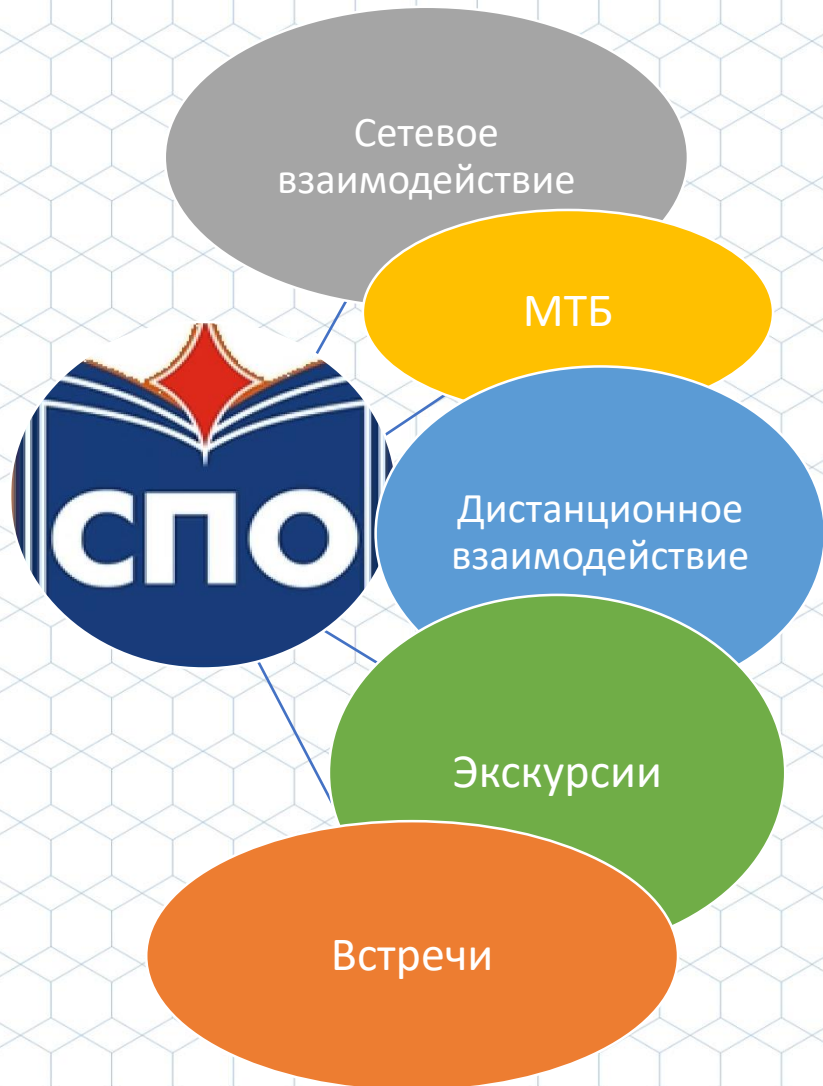 Сетевое
взаимодействие
МТБ
СПО
Дистанционное
взаимодействие
Экскурсии
Встречи